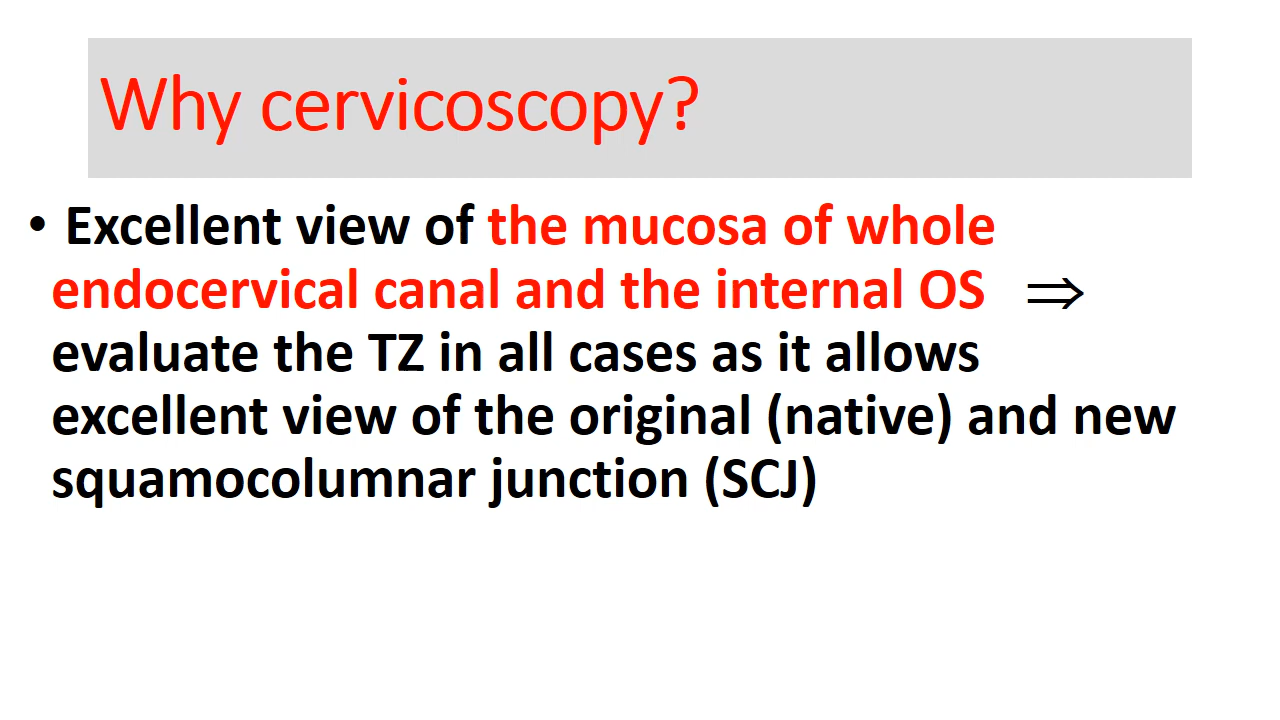 Why cervicoscopy?
• Excellent view of the mucosa of whole
endocervical canal and the internal OS ⇒
evaluate the TZ in all cases as it allows
excellent view of the original (native) and new
squamocolumnar junction (SCJ)